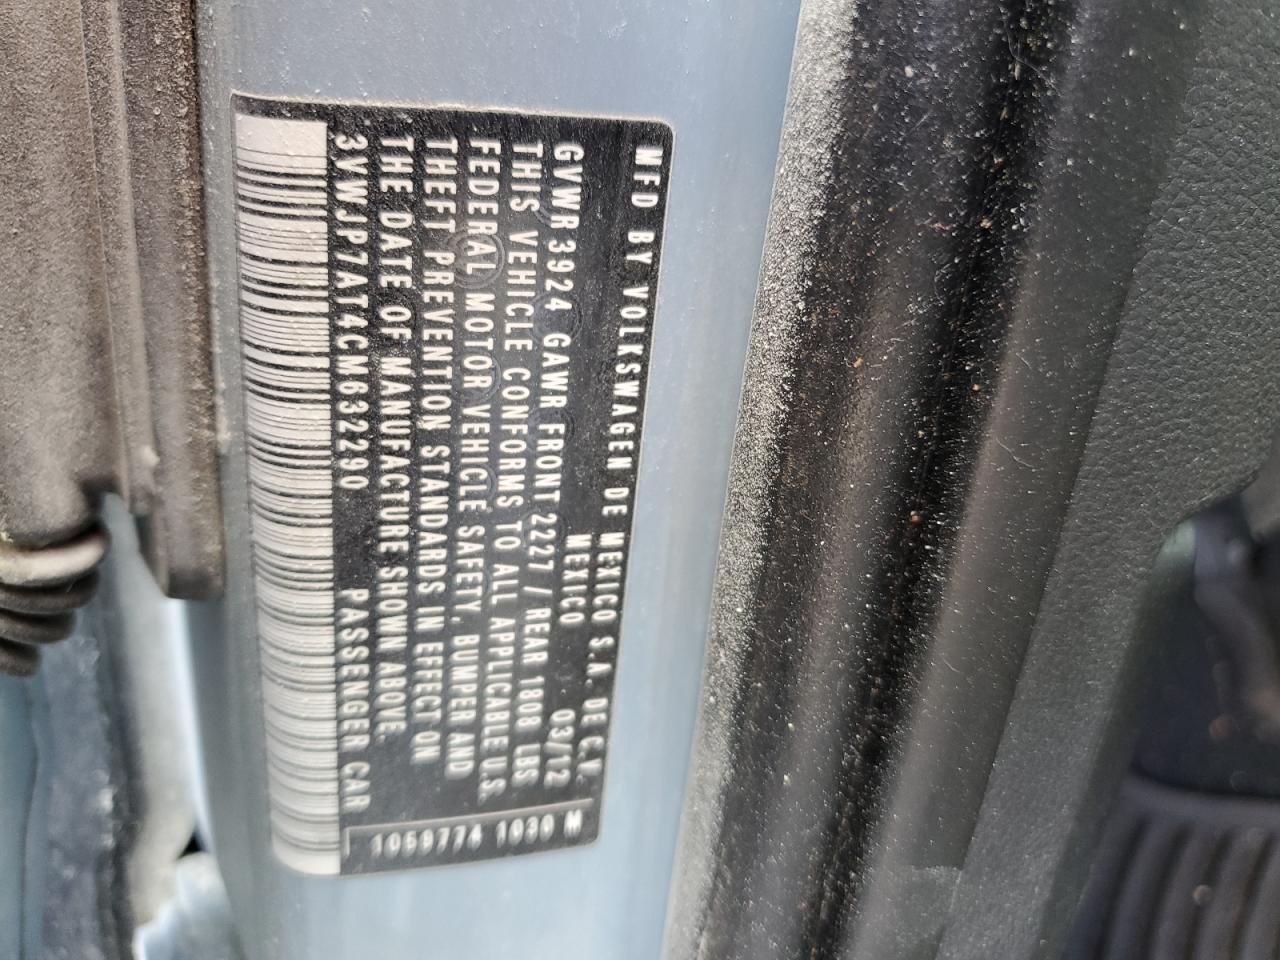 MFD BY VOLKSWAGEN DE MEXICO S.A. DE C.V.
MEXICO 03/12
GVWR 3924 GAWR FRONT 2227 / REAR 1808 LBS
THIS VEHICLE CONFORMS TO ALL APPLICABLE U.S.
FEDERAL MOTOR VEHICLE SAFETY, BUMPER AND
THEFT PREVENTION STANDARDS IN EFFECT ON
THE DATE OF MANUFACTURE SHOWN ABOVE.
3VWJP7AT4CM632290 PASSENGER CAR
1059774 1030 M